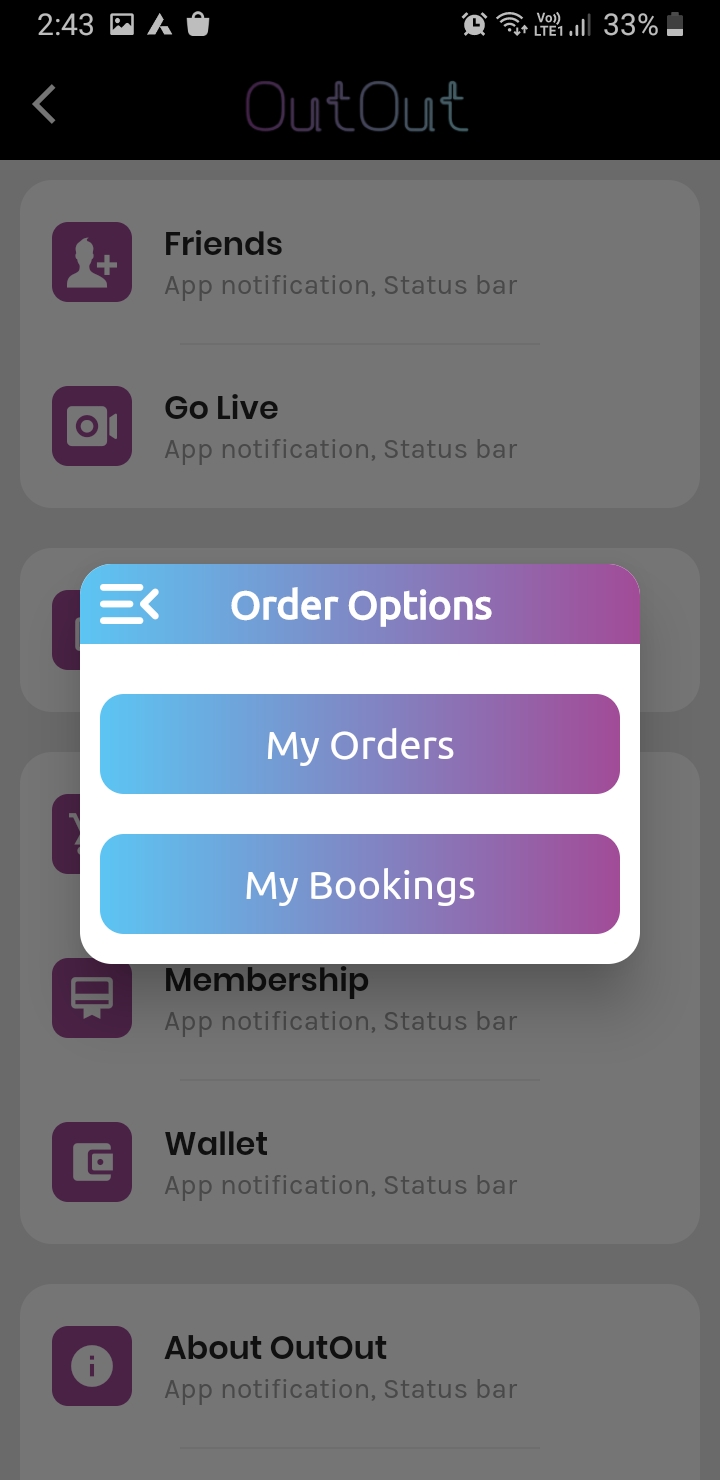 2:43 Vo)) LTE1 33%
OutOut
Friends
App notification, Status bar
Go Live
App notification, Status bar
Order Options
My Orders
My Bookings
Membership
App notification, Status bar
Wallet
App notification, Status bar
About OutOut
App notification, Status bar